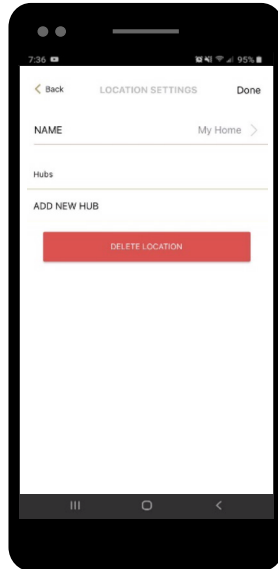 7:36 95%
Back LOCATION SETTINGS Done
NAME My Home
Hubs
ADD NEW HUB
DELETE LOCATION